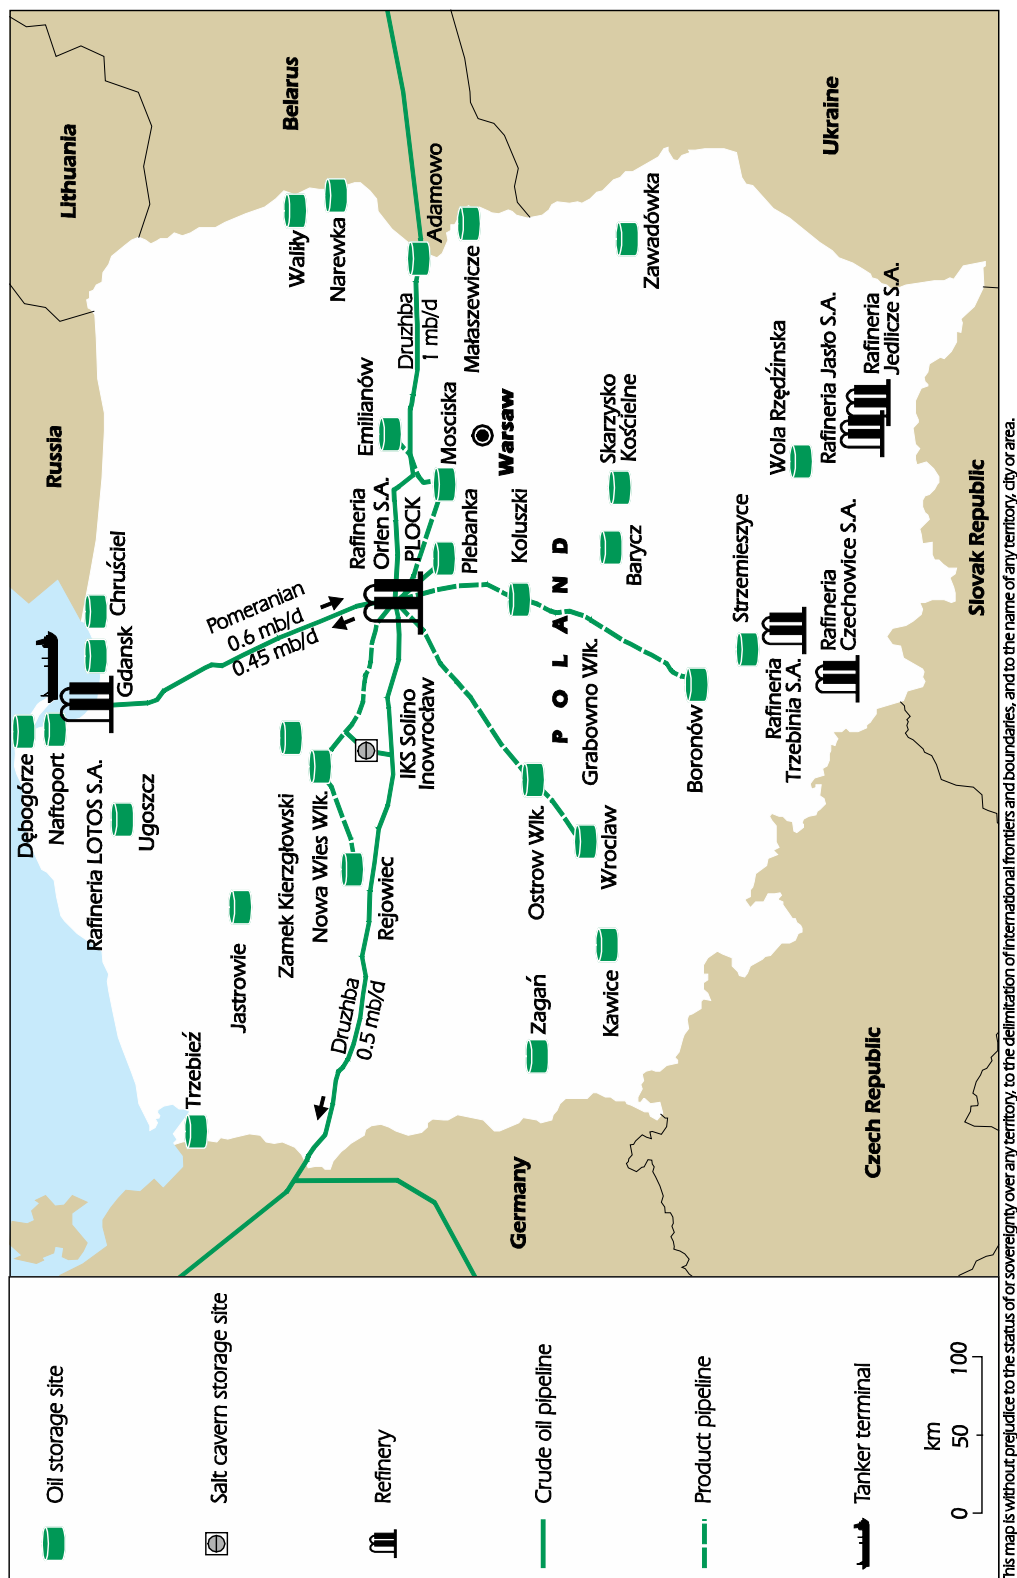 Lithuania
Belarus
Russia
Ukraine
Waliły
Narewka
Adamowo
Małaszewicze
Zawadówka
Druzhba
1 mb/d
Emilianów
Mosciska
Warsaw
Skarzysko
Kościelne
Wola Rzędźinska
Rafineria Jasło S.A.
Rafineria
Jedlicze S.A.
Chruściel
Gdansk
Pomeranian
0.6 mb/d
0.45 mb/d
Rafineria
Orlen S.A.
PLOCK
Plebanka
Koluszki
POLAND
Barycz
Strzemieszyce
Rafineria
Czechowice S.A.
Rafineria
Trzebinia S.A.
Slovak Republic
Dębogórze
Naftoport
Rafineria LOTOS S.A.
Ugoszcz
Jastrowie
Zamek Kierzgłowski
Nowa Wies Wlk.
Rejowiec
IKS Solino
Inowrocław
Ostrow Wlk.
Grabowno Wlk.
Wroclaw
Boronów
Trzebież
Druzhba
0.5 mb/d
Zagań
Kawice
Germany
Czech Republic
Oil storage site
Salt cavern storage site
Refinery
Crude oil pipeline
Product pipeline
Tanker terminal
km
0 50 100
This map is without prejudice to the status of or sovereignty over any territory, to the delimitation of international frontiers and boundaries, and to the name of any territory, city or area.